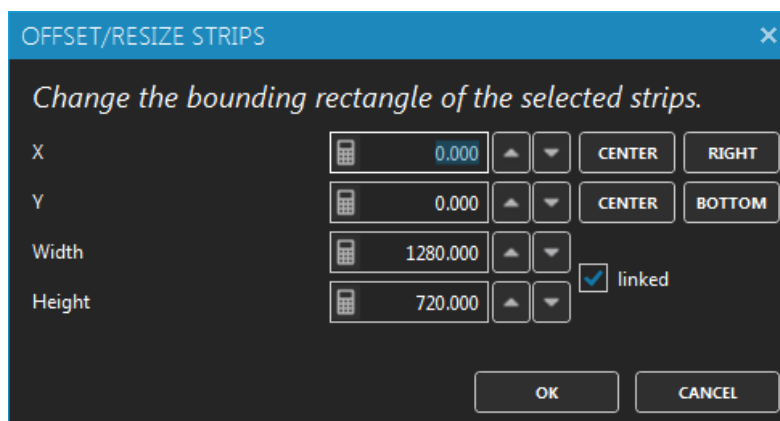 OFFSET/RESIZE STRIPS
Change the bounding rectangle of the selected strips.
X 0.000 CENTER RIGHT
Y 0.000 CENTER BOTTOM
Width 1280.000
linked
Height 720.000
OK CANCEL